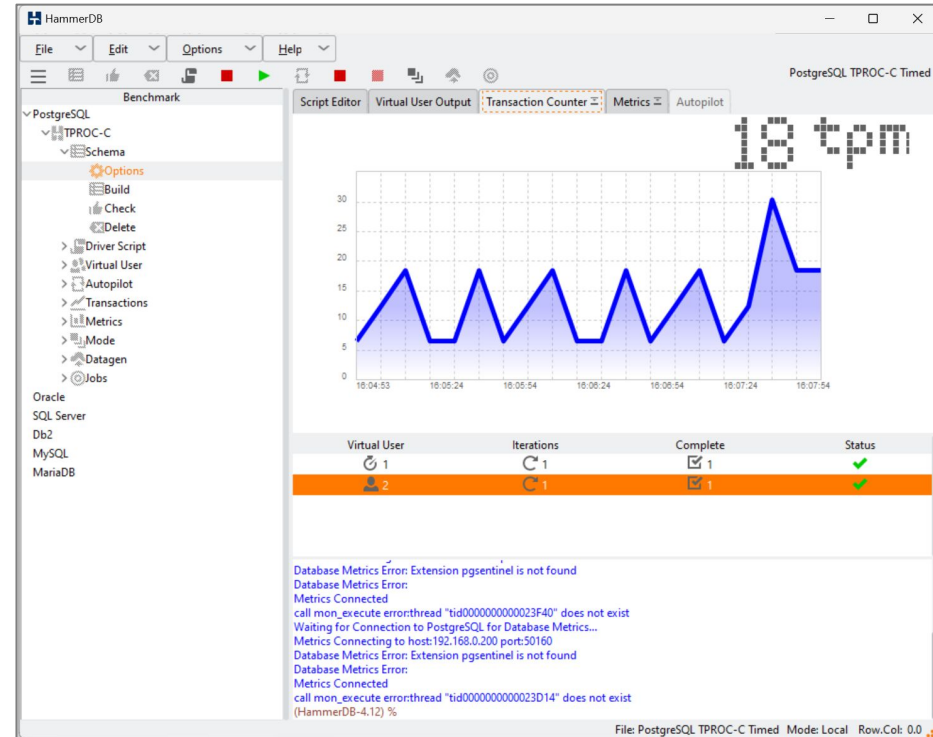 HammerDB
File Edit Options Help
PostgreSQL TPROC-C Timed
Benchmark
PostgreSQL
TPROC-C
Schema
Options
Build
Check
Delete
Driver Script
Virtual User
Autopilot
Transactions
Metrics
Mode
Datagen
Jobs
Oracle
SQL Server
Db2
MySQL
MariaDB
Script Editor Virtual User Output Transaction Counter Metrics Autopilot
18 tpm
30
25
20
15
10
5
0
16:04:53 16:05:24 16:05:54 16:06:24 16:06:54 16:07:24 16:07:54
Virtual User Iterations Complete Status
1 1 1
2 1 1
Database Metrics Error: Extension pgsentinel is not found
Database Metrics Error:
Metrics Connected
call mon_execute error:thread "tid0000000000023F40" does not exist
Waiting for Connection to PostgreSQL for Database Metrics...
Metrics Connecting to host:192.168.0.200 port:50160
Database Metrics Error: Extension pgsentinel is not found
Database Metrics Error:
Metrics Connected
call mon_execute error:thread "tid0000000000023D14" does not exist
(HammerDB-4.12) %
File: PostgreSQL TPROC-C Timed Mode: Local Row.Col: 0.0